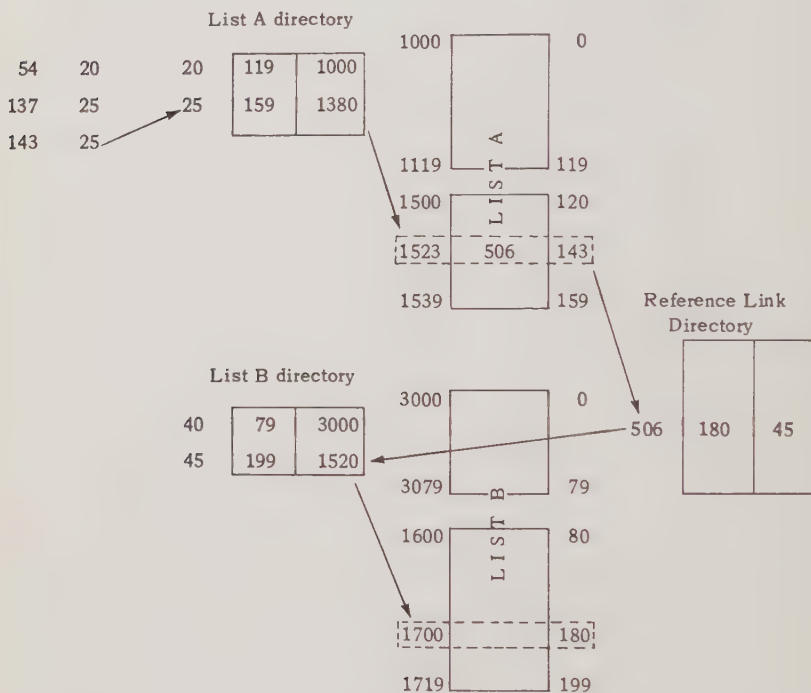 List A directory
1000 0
54 20 20 119 1000
137 25 25 159 1380
143 25
LIST A
1119 119
1500 120
1523 506 143
1539 159
Reference Link
Directory
List B directory
3000 0
40 79 3000
506 180 45
45 199 1520
3079 79
LIST B
1600 80
1700 180
1719 199